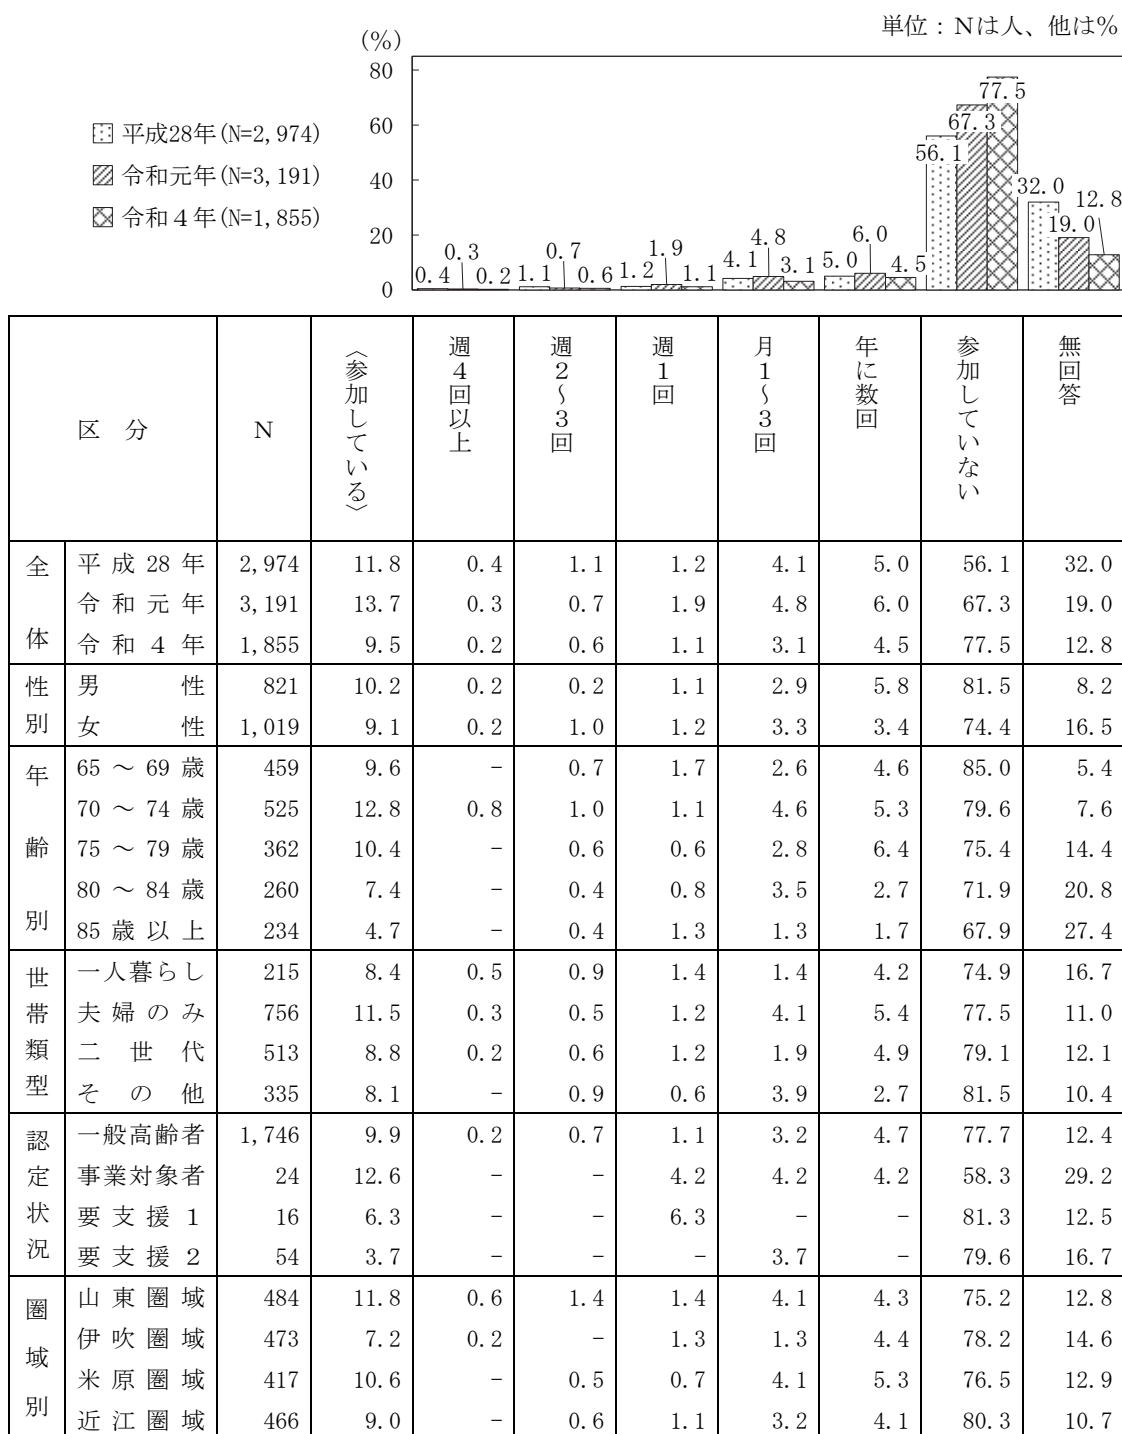 単位：Nは人、他は%
(%)
80
60
40
20
0
平成28年(N=2,974)
令和元年(N=3,191)
令和４年(N=1,855)
0.4 0.3 0.2 1.1 0.7 0.6 1.2 1.9 1.1 4.1 4.8 3.1 5.0 6.0 4.5 56.1 67.3 77.5 32.0 19.0 12.8
区　分 N 〈参加している〉 週４回以上 週２〜３回 週１回 月１〜３回 年に数回 参加していない 無回答
全体
平成28年 2,974 11.8 0.4 1.1 1.2 4.1 5.0 56.1 32.0
令和元年 3,191 13.7 0.3 0.7 1.9 4.8 6.0 67.3 19.0
令和４年 1,855 9.5 0.2 0.6 1.1 3.1 4.5 77.5 12.8
性別
男性 821 10.2 0.2 0.2 1.1 2.9 5.8 81.5 8.2
女性 1,019 9.1 0.2 1.0 1.2 3.3 3.4 74.4 16.5
年齢別
65〜69歳 459 9.6 － 0.7 1.7 2.6 4.6 85.0 5.4
70〜74歳 525 12.8 0.8 1.0 1.1 4.6 5.3 79.6 7.6
75〜79歳 362 10.4 － 0.6 0.6 2.8 6.4 75.4 14.4
80〜84歳 260 7.4 － 0.4 0.8 3.5 2.7 71.9 20.8
85歳以上 234 4.7 － 0.4 1.3 1.3 1.7 67.9 27.4
世帯類型
一人暮らし 215 8.4 0.5 0.9 1.4 1.4 4.2 74.9 16.7
夫婦のみ 756 11.5 0.3 0.5 1.2 4.1 5.4 77.5 11.0
二世代 513 8.8 0.2 0.6 1.2 1.9 4.9 79.1 12.1
その他 335 8.1 － 0.9 0.6 3.9 2.7 81.5 10.4
認定状況
一般高齢者 1,746 9.9 0.2 0.7 1.1 3.2 4.7 77.7 12.4
事業対象者 24 12.6 － － 4.2 4.2 4.2 58.3 29.2
要支援１ 16 6.3 － － 6.3 － － 81.3 12.5
要支援２ 54 3.7 － － － 3.7 － 79.6 16.7
圏域別
山東圏域 484 11.8 0.6 1.4 1.4 4.1 4.3 75.2 12.8
伊吹圏域 473 7.2 0.2 － 1.3 1.3 4.4 78.2 14.6
米原圏域 417 10.6 － 0.5 0.7 4.1 5.3 76.5 12.9
近江圏域 466 9.0 － 0.6 1.1 3.2 4.1 80.3 10.7